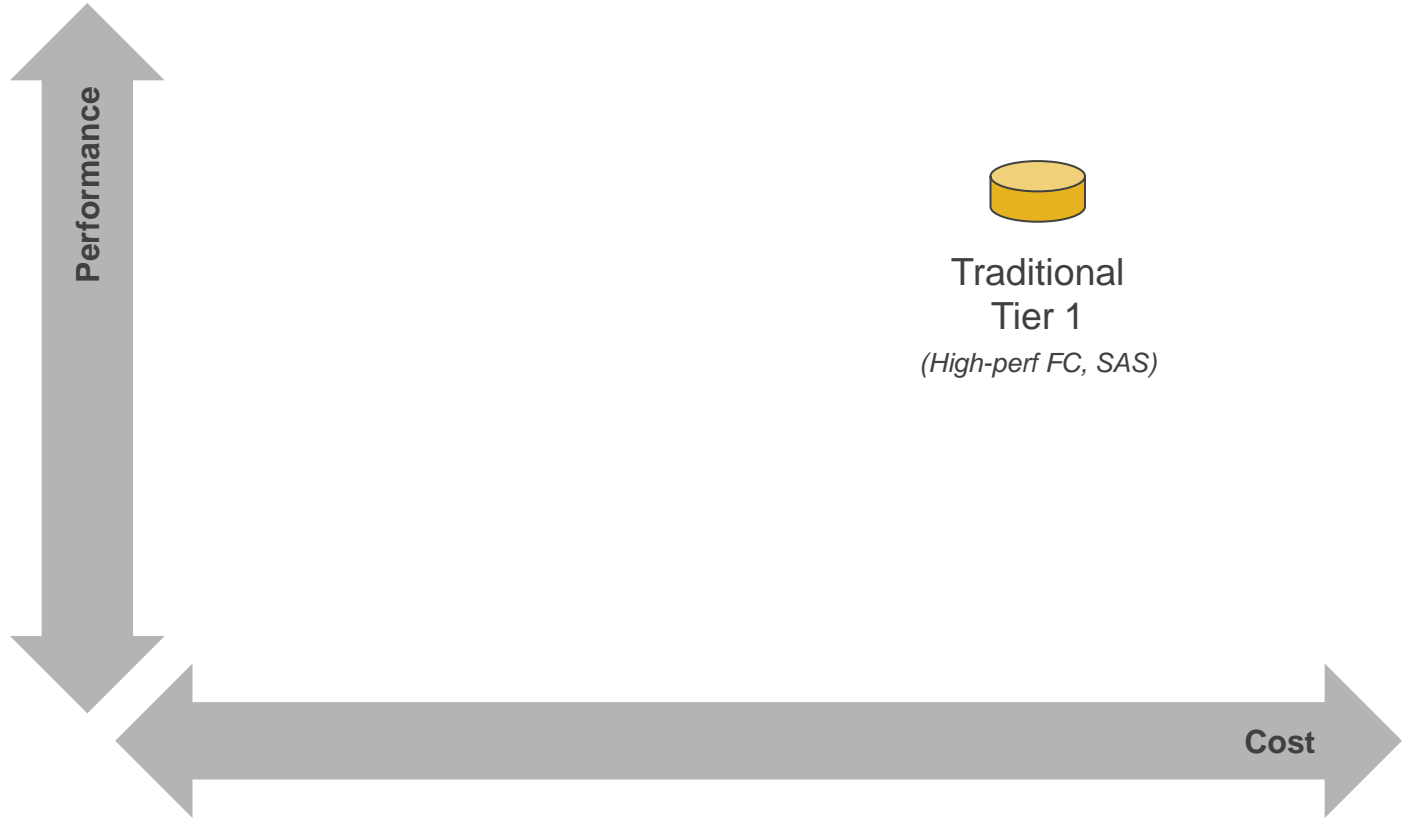 Performance
Traditional
Tier 1
(High-perf FC, SAS)
Cost